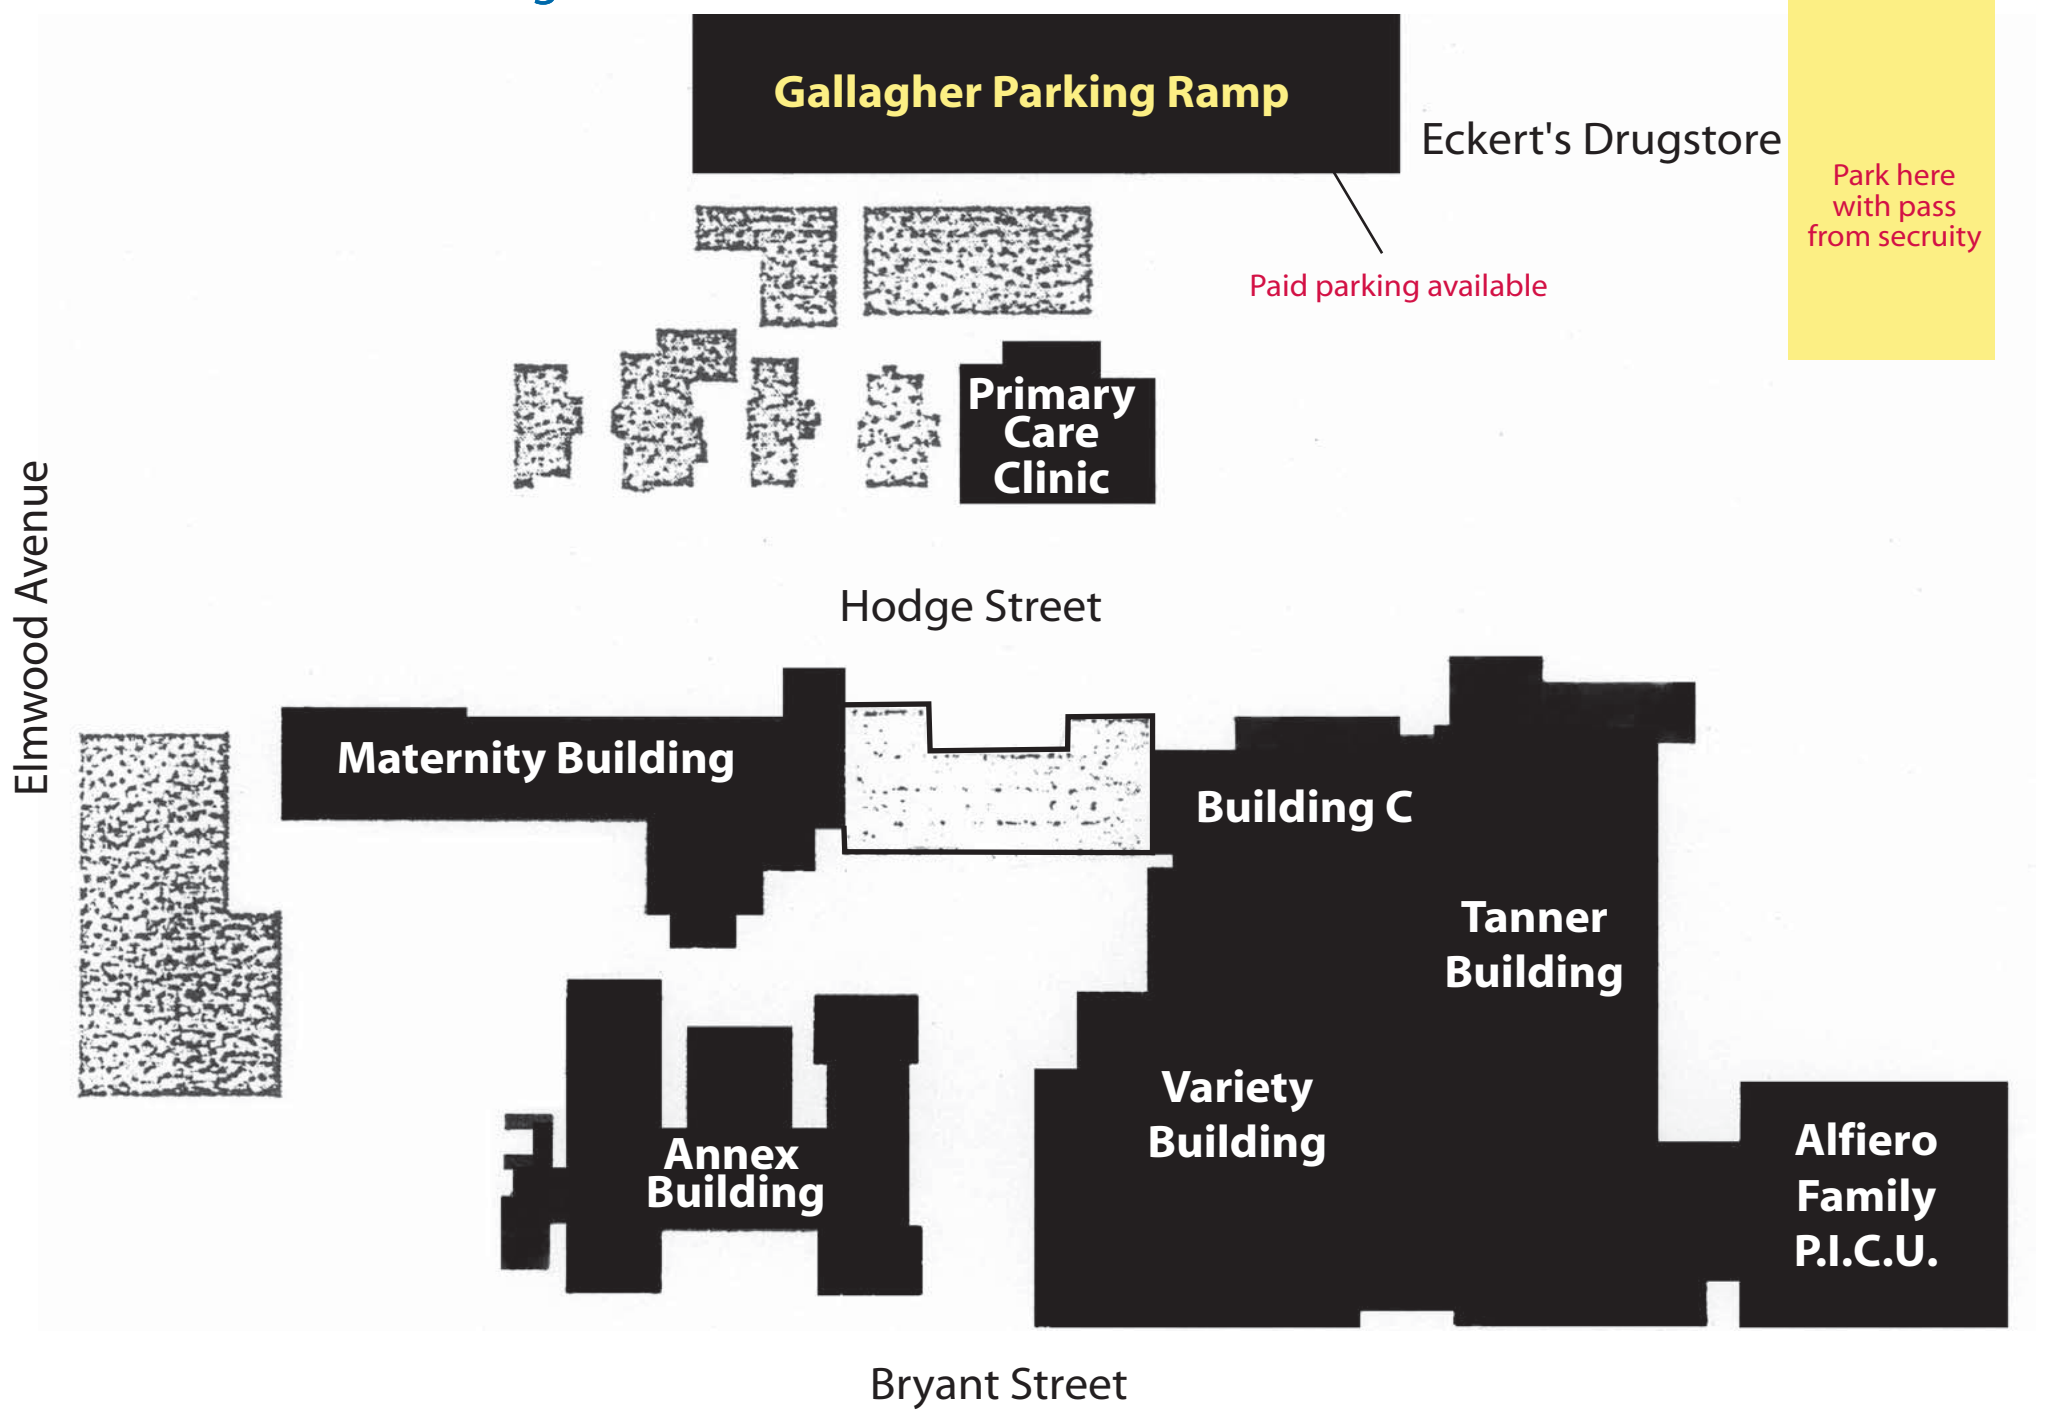 Gallagher Parking Ramp
Eckert's Drugstore
Park here
with pass
from secruity
Paid parking available
Primary
Care
Clinic
Elmwood Avenue
Hodge Street
Maternity Building
Building C
Tanner
Building
Variety
Building
Annex
Building
Alfiero
Family
P.I.C.U.
Bryant Street